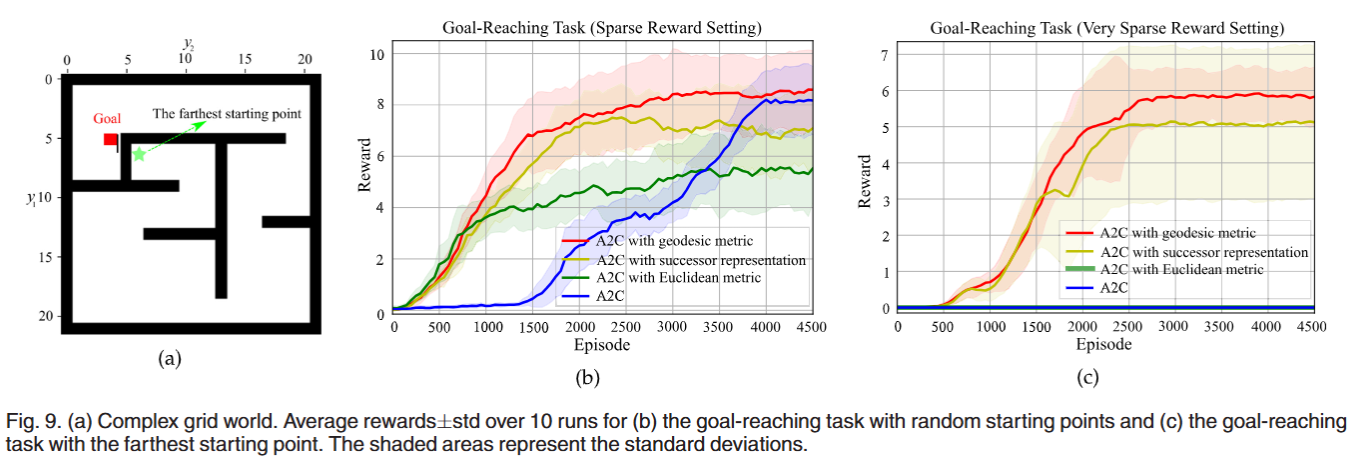 y₂
0 5 10 15 20
0
Goal
The farthest starting point
5
y₁ 10
15
20
(a)
Goal-Reaching Task (Sparse Reward Setting)
10
8
6
4
2
0
Reward
A2C with geodesic metric
A2C with successor representation
A2C with Euclidean metric
A2C
0 500 1000 1500 2000 2500 3000 3500 4000 4500
Episode
(b)
Goal-Reaching Task (Very Sparse Reward Setting)
7
6
5
4
3
2
1
0
Reward
A2C with geodesic metric
A2C with successor representation
A2C with Euclidean metric
A2C
0 500 1000 1500 2000 2500 3000 3500 4000 4500
Episode
(c)
Fig. 9. (a) Complex grid world. Average rewards±std over 10 runs for (b) the goal-reaching task with random starting points and (c) the goal-reaching
task with the farthest starting point. The shaded areas represent the standard deviations.